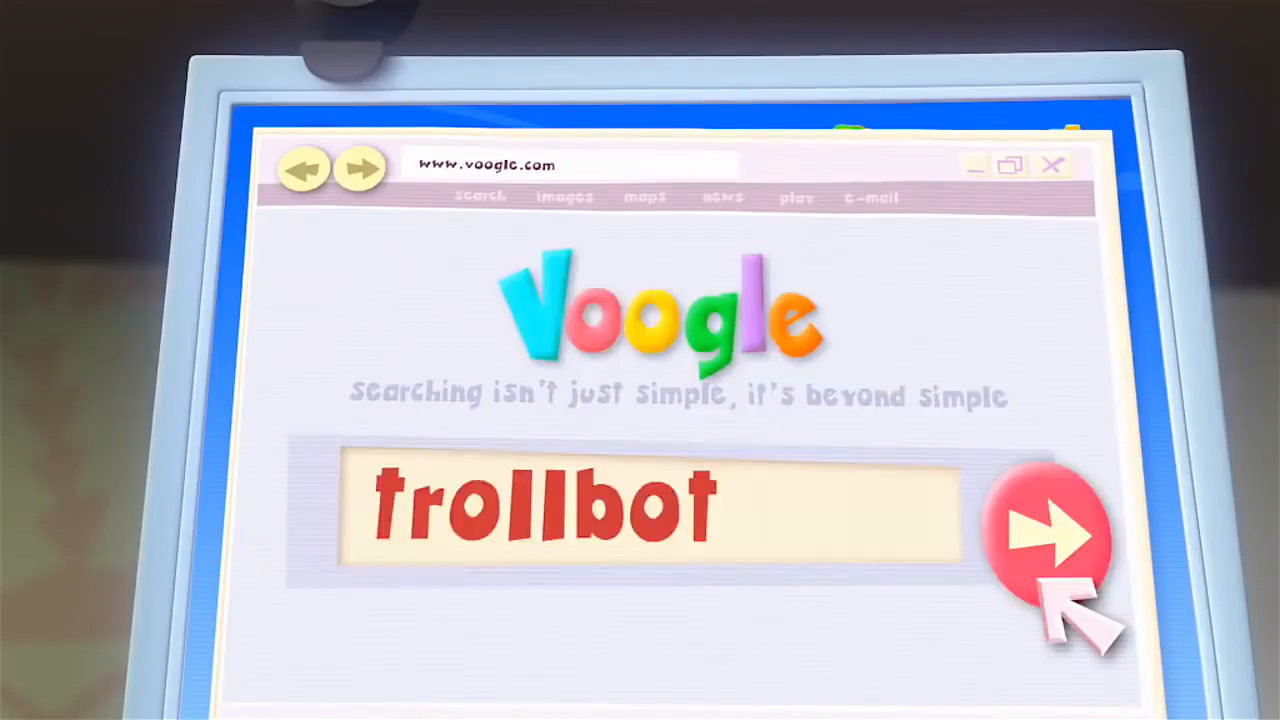 www.voogle.com
search images maps news play e-mail
Voogle
searching isn't just simple, it's beyond simple
trollbot